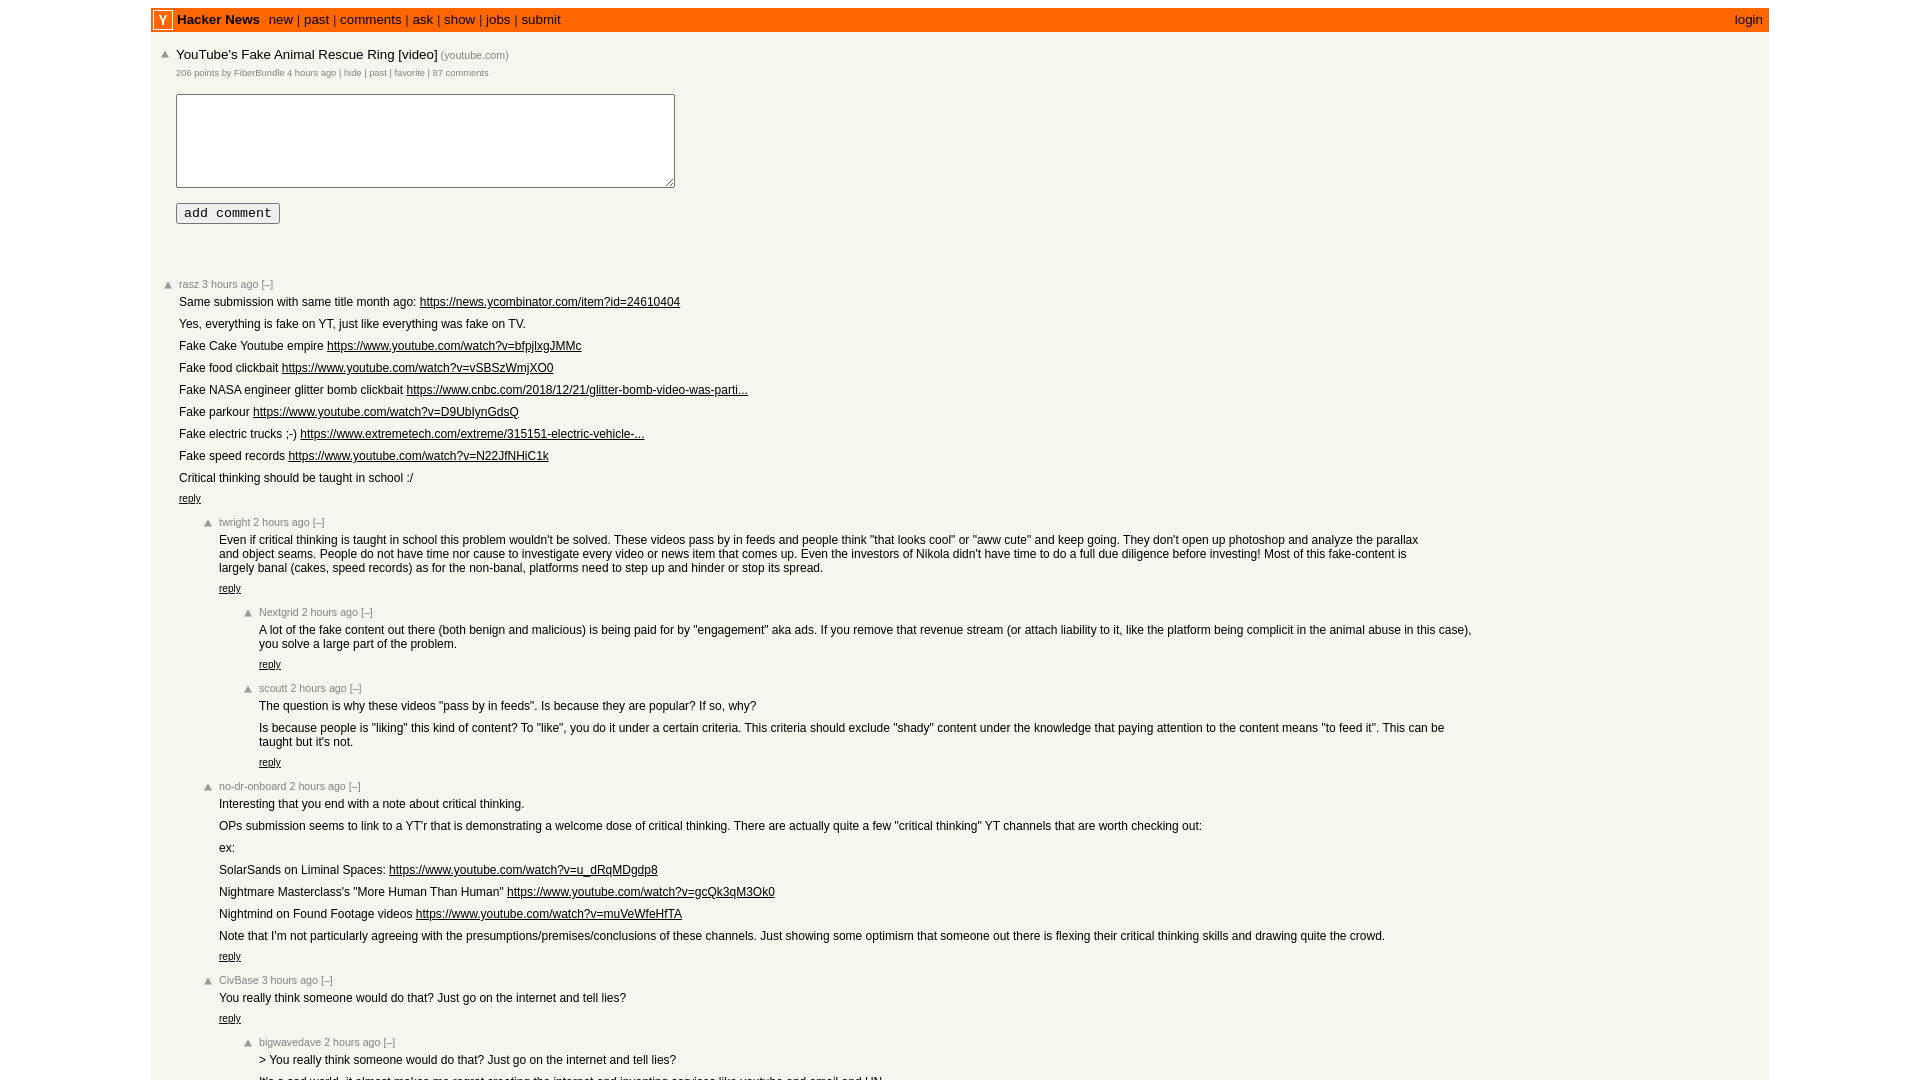 Y Hacker News new | past | comments | ask | show | jobs | submit login
YouTube's Fake Animal Rescue Ring [video] (youtube.com)
206 points by FiberBundle 4 hours ago | hide | past | favorite | 87 comments
add comment
rasz 3 hours ago [–]
Same submission with same title month ago: https://news.ycombinator.com/item?id=24610404
Yes, everything is fake on YT, just like everything was fake on TV.
Fake Cake Youtube empire https://www.youtube.com/watch?v=bfpjlxgJMMc
Fake food clickbait https://www.youtube.com/watch?v=vSBSzWmjXO0
Fake NASA engineer glitter bomb clickbait https://www.cnbc.com/2018/12/21/glitter-bomb-video-was-parti...
Fake parkour https://www.youtube.com/watch?v=D9UbIynGdsQ
Fake electric trucks ;-) https://www.extremetech.com/extreme/315151-electric-vehicle-...
Fake speed records https://www.youtube.com/watch?v=N22JfNHiC1k
Critical thinking should be taught in school :/
reply
twright 2 hours ago [–]
Even if critical thinking is taught in school this problem wouldn't be solved. These videos pass by in feeds and people think "that looks cool" or "aww cute" and keep going. They don't open up photoshop and analyze the parallax
and object seams. People do not have time nor cause to investigate every video or news item that comes up. Even the investors of Nikola didn't have time to do a full due diligence before investing! Most of this fake-content is
largely banal (cakes, speed records) as for the non-banal, platforms need to step up and hinder or stop its spread.
reply
Nextgrid 2 hours ago [–]
A lot of the fake content out there (both benign and malicious) is being paid for by "engagement" aka ads. If you remove that revenue stream (or attach liability to it, like the platform being complicit in the animal abuse in this case),
you solve a large part of the problem.
reply
scoutt 2 hours ago [–]
The question is why these videos "pass by in feeds". Is because they are popular? If so, why?
Is because people is "liking" this kind of content? To "like", you do it under a certain criteria. This criteria should exclude "shady" content under the knowledge that paying attention to the content means "to feed it". This can be
taught but it's not.
reply
no-dr-onboard 2 hours ago [–]
Interesting that you end with a note about critical thinking.
OPs submission seems to link to a YT'r that is demonstrating a welcome dose of critical thinking. There are actually quite a few "critical thinking" YT channels that are worth checking out:
ex:
SolarSands on Liminal Spaces: https://www.youtube.com/watch?v=u_dRqMDgdp8
Nightmare Masterclass's "More Human Than Human" https://www.youtube.com/watch?v=gcQk3qM3Ok0
Nightmind on Found Footage videos https://www.youtube.com/watch?v=muVeWfeHfTA
Note that I'm not particularly agreeing with the presumptions/premises/conclusions of these channels. Just showing some optimism that someone out there is flexing their critical thinking skills and drawing quite the crowd.
reply
CivBase 3 hours ago [–]
You really think someone would do that? Just go on the internet and tell lies?
reply
bigwavedave 2 hours ago [–]
> You really think someone would do that? Just go on the internet and tell lies?
It's a sad world, it almost makes me regret creating the internet and inventing services like youtube and email and HN.